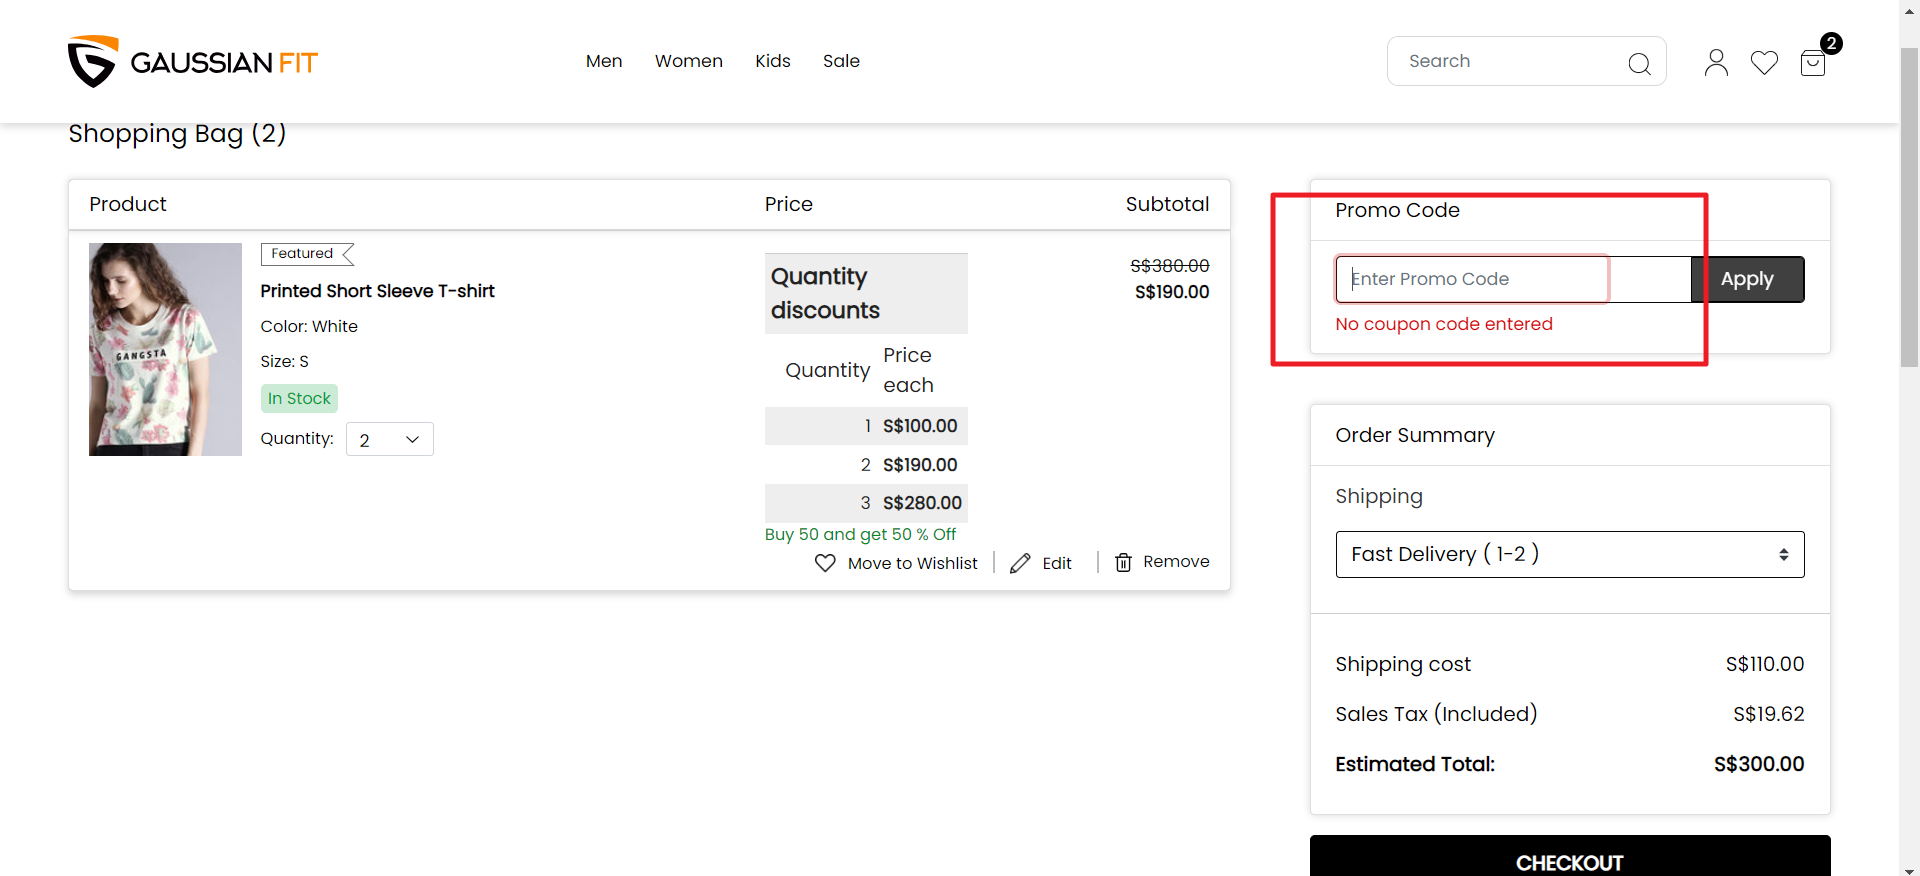 GAUSSIAN FIT
Men Women Kids Sale
Search
2
Shopping Bag (2)
Product Price Subtotal
Featured
Printed Short Sleeve T-shirt
Color: White
Size: S
In Stock
Quantity: 2
GANGSTA
Quantity
discounts
Quantity Price
each
1 S$100.00
2 S$190.00
3 S$280.00
Buy 50 and get 50 % Off
S$380.00
S$190.00
Move to Wishlist Edit Remove
Promo Code
Enter Promo Code Apply
No coupon code entered
Order Summary
Shipping
Fast Delivery ( 1-2 )
Shipping cost S$110.00
Sales Tax (Included) S$19.62
Estimated Total: S$300.00
CHECKOUT